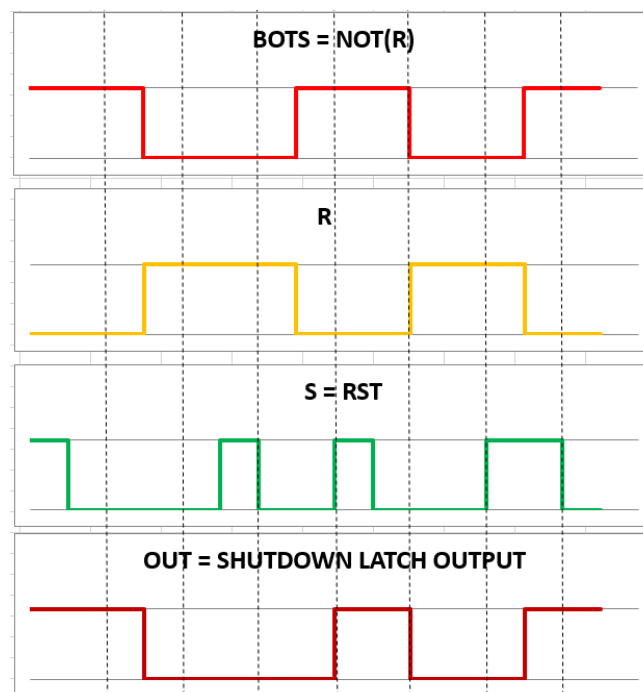 BOTS = NOT(R)
R
S = RST
OUT = SHUTDOWN LATCH OUTPUT